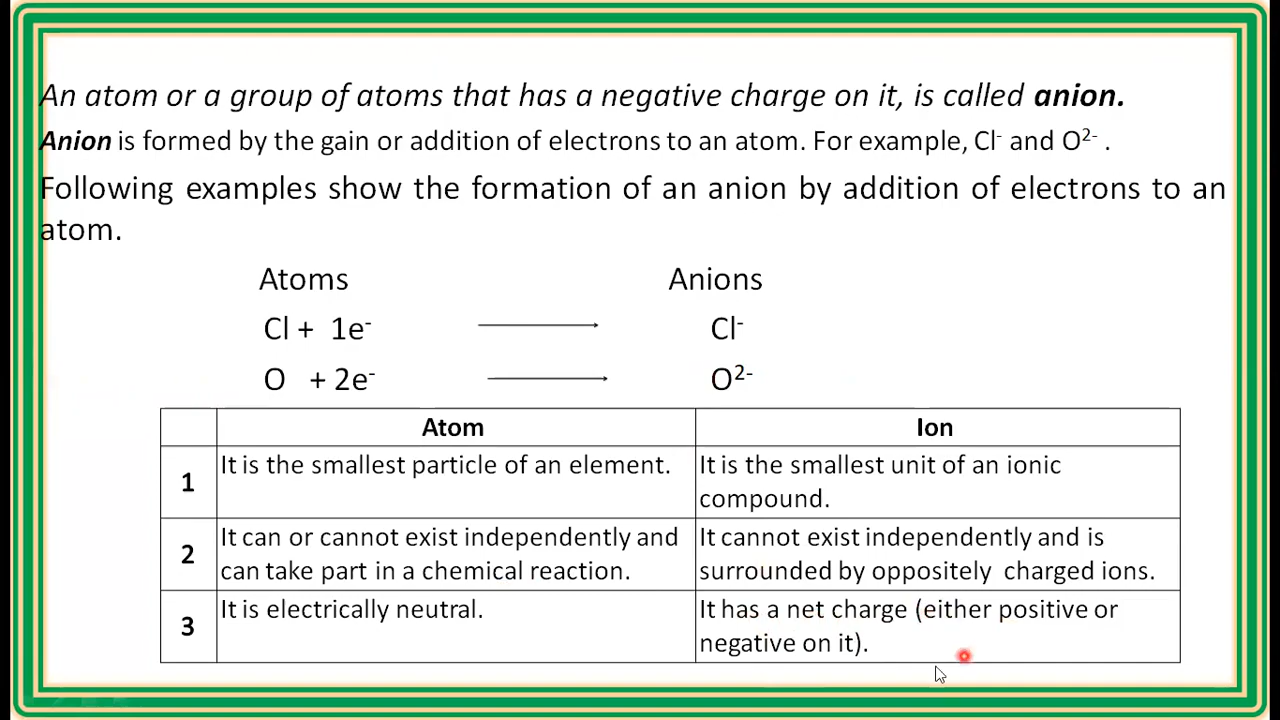 An atom or a group of atoms that has a negative charge on it, is called anion.
Anion is formed by the gain or addition of electrons to an atom. For example, Cl⁻ and O²⁻ .
Following examples show the formation of an anion by addition of electrons to an
atom.
Atoms Anions
Cl + 1e⁻ ⟶ Cl⁻
O + 2e⁻ ⟶ O²⁻
Atom Ion
1 It is the smallest particle of an element. It is the smallest unit of an ionic
compound.
2 It can or cannot exist independently and It cannot exist independently and is
can take part in a chemical reaction. surrounded by oppositely charged ions.
3 It is electrically neutral. It has a net charge (either positive or
negative on it).